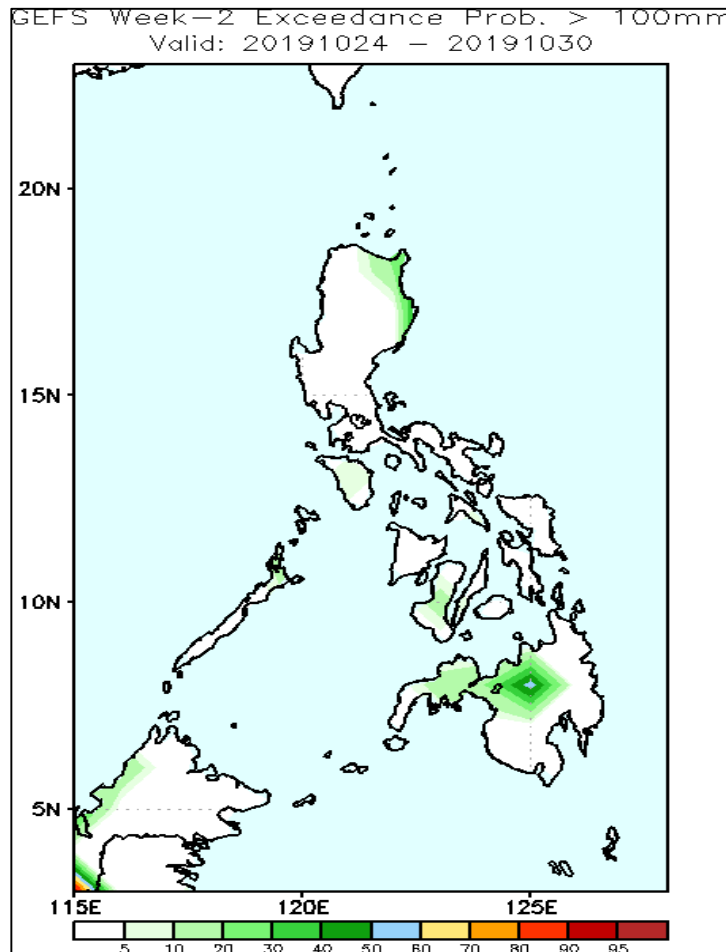 GEFS Week-2 Exceedance Prob. > 100mm
Valid: 20191024 - 20191030
20N
15N
10N
5N
115E 120E 125E
5 10 20 30 40 50 60 70 80 90 95